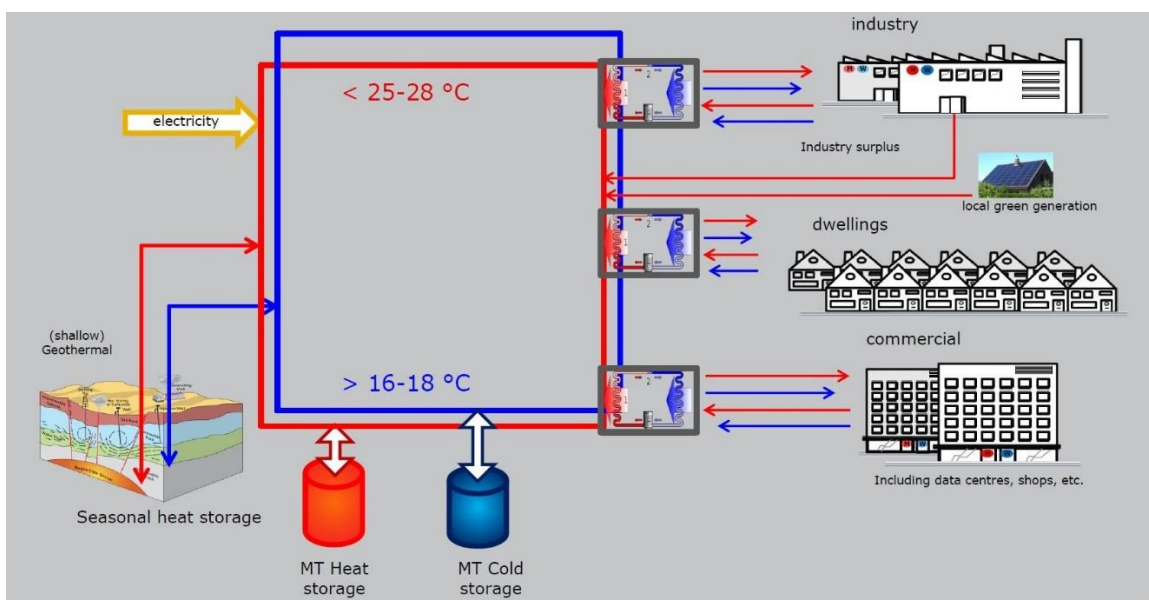 industry
< 25-28 °C
electricity
Industry surplus
local green generation
dwellings
(shallow)
Geothermal
commercial
> 16-18 °C
Including data centres, shops, etc.
Seasonal heat storage
MT Heat
storage
MT Cold
storage